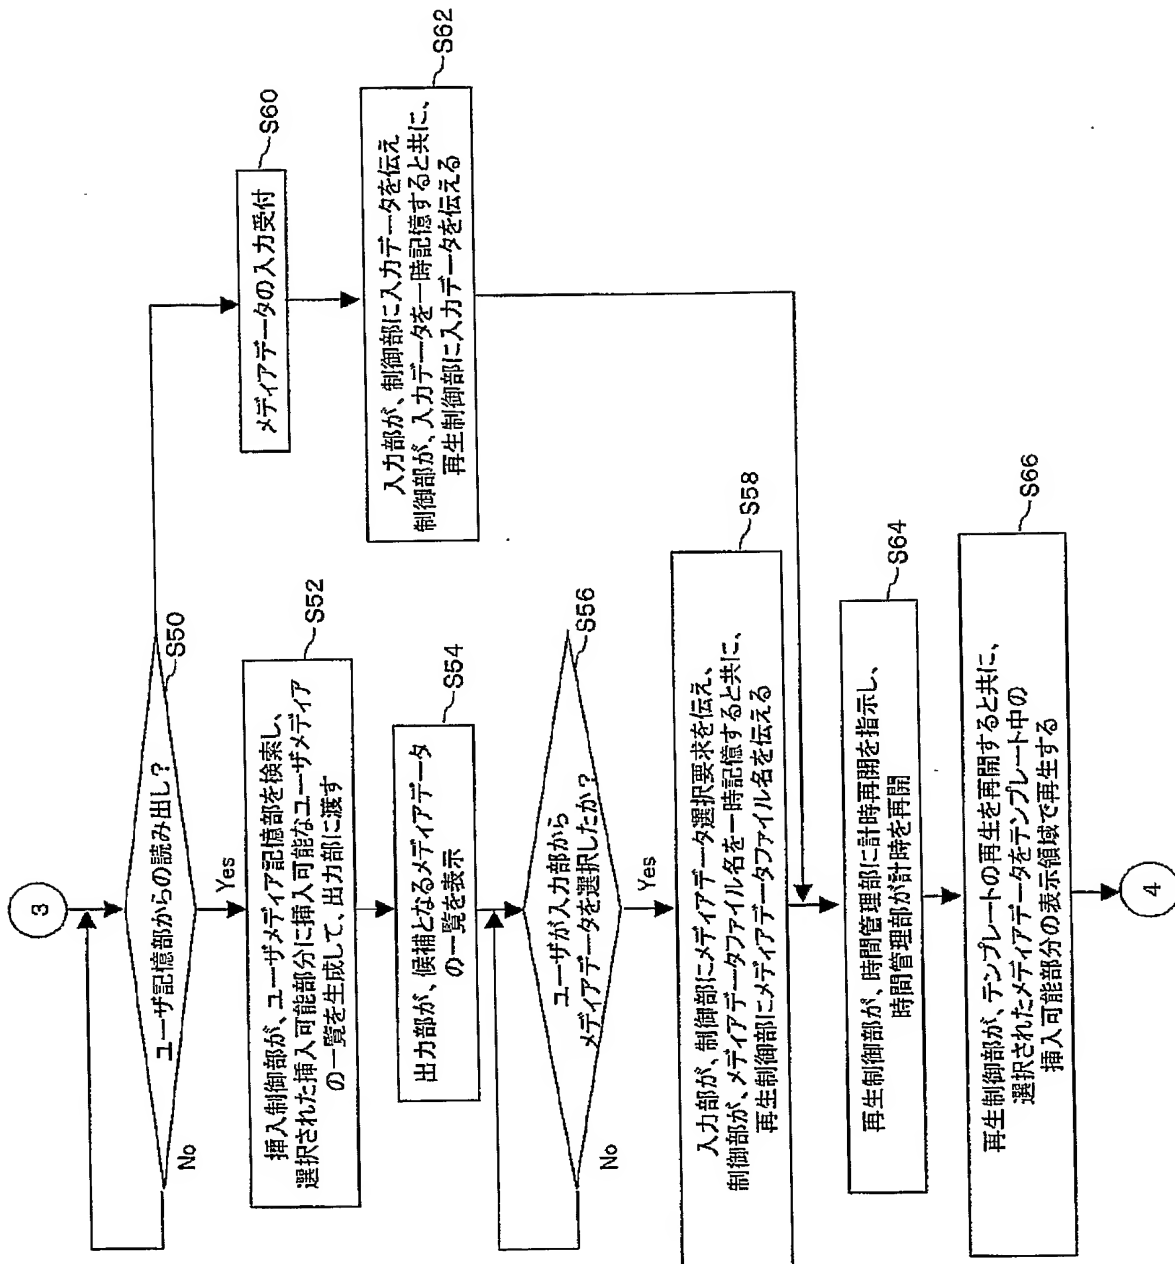 3
ユーザ記憶部からの読み出し?
S50
No
Yes
挿入制御部が、ユーザメディア記憶部を検索し、
選択された挿入可能部分に挿入可能なユーザメディア
の一覧を生成して、出力部に渡す
S52
出力部が、候補となるメディアデータ
の一覧を表示
S54
ユーザが入力部から
メディアデータを選択したか?
S56
No
Yes
入力部が、制御部にメディアデータ選択要求を伝え、
制御部が、メディアデータファイル名を一時記憶すると共に、
再生制御部にメディアデータファイル名を伝える
S58
メディアデータの入力受付
S60
入力部が、制御部に入力データを伝え
制御部が、入力データを一時記憶すると共に、
再生制御部に入力データを伝える
S62
再生制御部が、時間管理部に計時再開を指示し、
時間管理部が計時を再開
S64
再生制御部が、テンプレートの再生を再開すると共に、
選択されたメディアデータをテンプレート中の
挿入可能部分の表示領域で再生する
S66
4